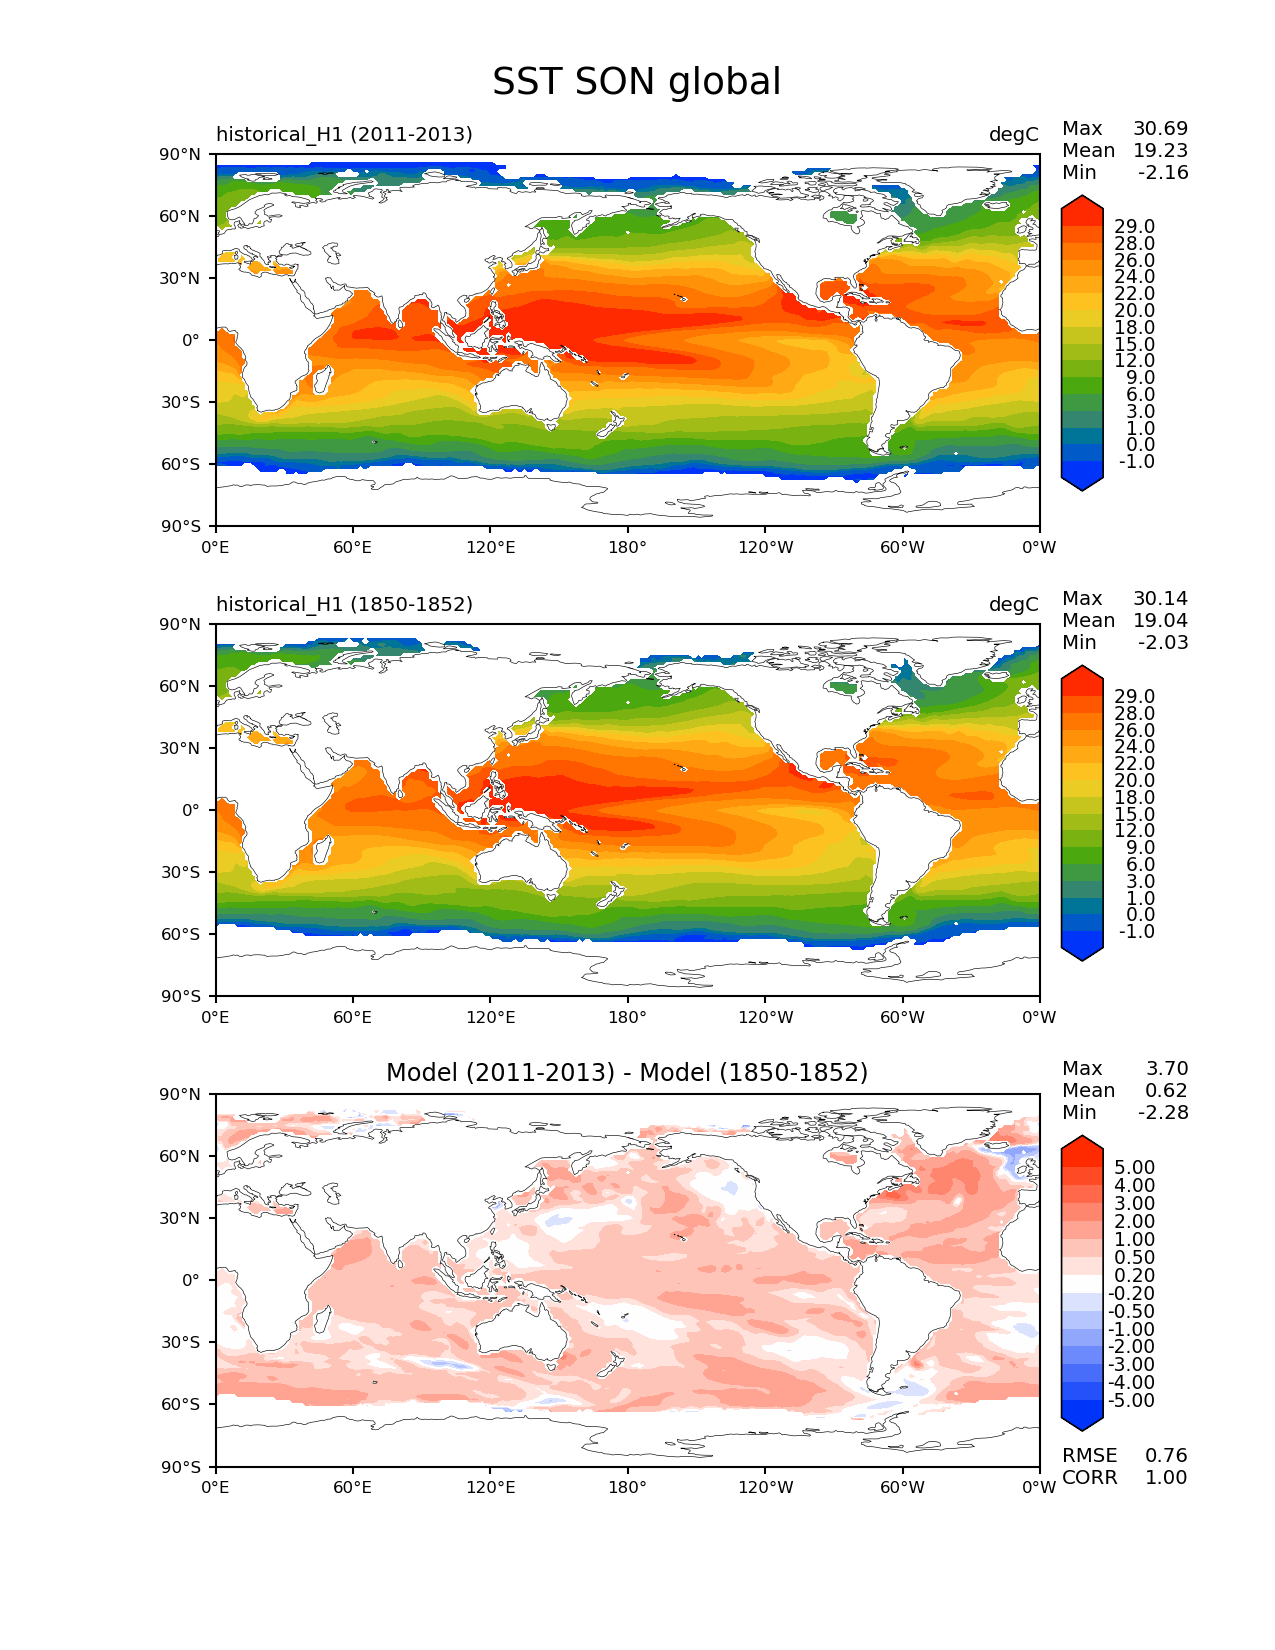 SST SON global
historical_H1 (2011-2013) degC
Max 30.69
Mean 19.23
Min -2.16
90°N
60°N
30°N
0°
30°S
60°S
90°S
0°E 60°E 120°E 180° 120°W 60°W 0°W
29.0
28.0
26.0
24.0
22.0
20.0
18.0
15.0
12.0
9.0
6.0
3.0
1.0
0.0
-1.0
historical_H1 (1850-1852) degC
Max 30.14
Mean 19.04
Min -2.03
90°N
60°N
30°N
0°
30°S
60°S
90°S
0°E 60°E 120°E 180° 120°W 60°W 0°W
29.0
28.0
26.0
24.0
22.0
20.0
18.0
15.0
12.0
9.0
6.0
3.0
1.0
0.0
-1.0
Model (2011-2013) - Model (1850-1852)
Max 3.70
Mean 0.62
Min -2.28
90°N
60°N
30°N
0°
30°S
60°S
90°S
0°E 60°E 120°E 180° 120°W 60°W 0°W
5.00
4.00
3.00
2.00
1.00
0.50
0.20
-0.20
-0.50
-1.00
-2.00
-3.00
-4.00
-5.00
RMSE 0.76
CORR 1.00